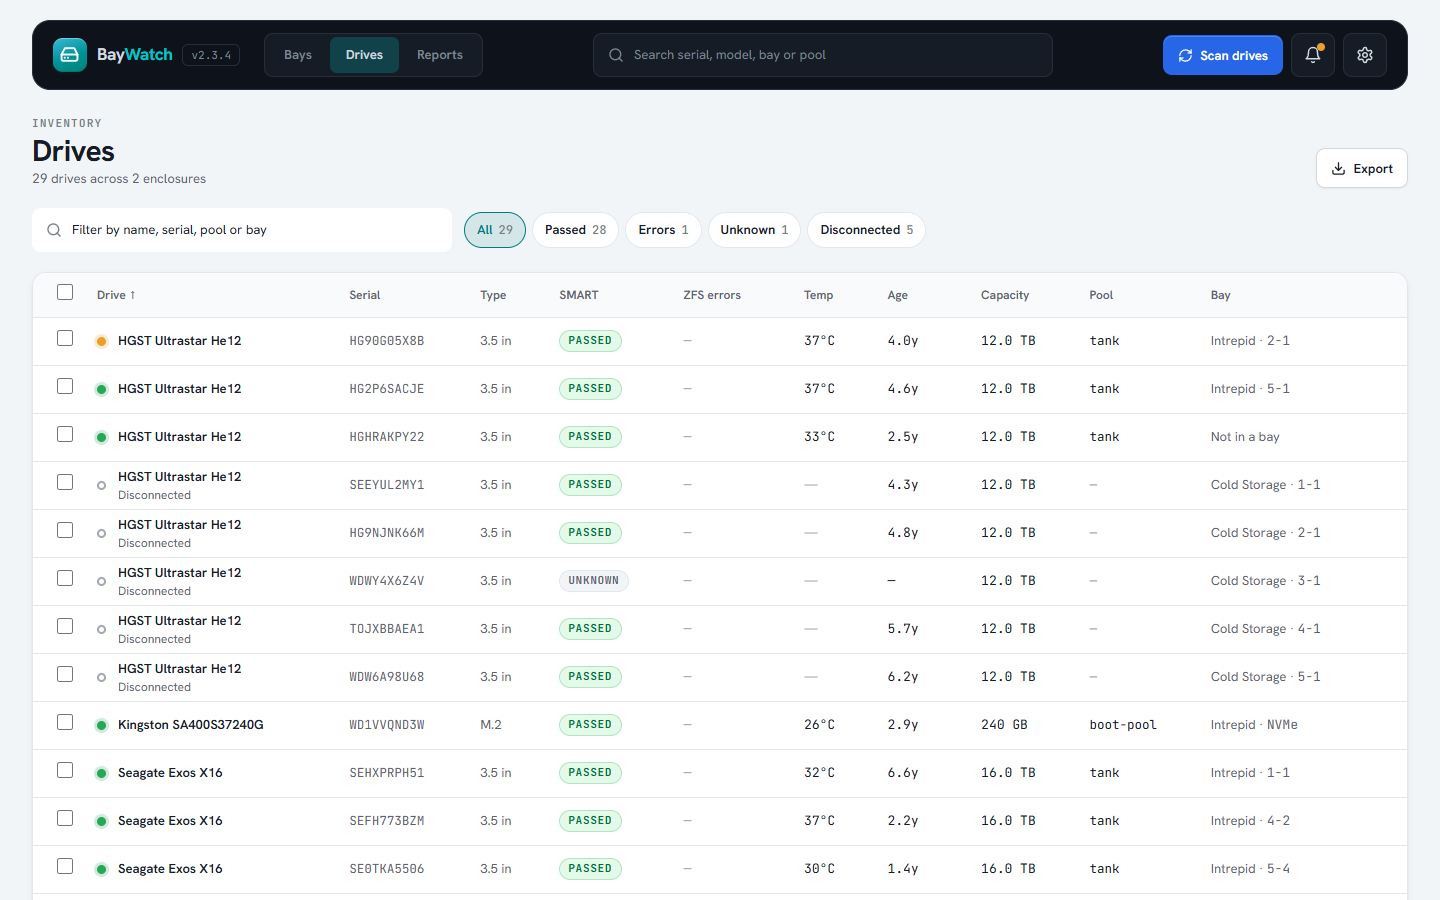 BayWatch v2.3.4 Bays Drives Reports Search serial, model, bay or pool Scan drives
INVENTORY
Drives
29 drives across 2 enclosures
Export
Filter by name, serial, pool or bay All 29 Passed 28 Errors 1 Unknown 1 Disconnected 5
Drive ↑ Serial Type SMART ZFS errors Temp Age Capacity Pool Bay
HGST Ultrastar He12 HG90G05X8B 3.5 in PASSED — 37°C 4.0y 12.0 TB tank Intrepid · 2-1
HGST Ultrastar He12 HG2P6SACJE 3.5 in PASSED — 37°C 4.6y 12.0 TB tank Intrepid · 5-1
HGST Ultrastar He12 HGHRAKPY22 3.5 in PASSED — 33°C 2.5y 12.0 TB tank Not in a bay
HGST Ultrastar He12 SEEYUL2MY1 3.5 in PASSED — — 4.3y 12.0 TB — Cold Storage · 1-1
Disconnected
HGST Ultrastar He12 HG9NJNK66M 3.5 in PASSED — — 4.8y 12.0 TB — Cold Storage · 2-1
Disconnected
HGST Ultrastar He12 WDWY4X6Z4V 3.5 in UNKNOWN — — — 12.0 TB — Cold Storage · 3-1
Disconnected
HGST Ultrastar He12 TOJXBBAEA1 3.5 in PASSED — — 5.7y 12.0 TB — Cold Storage · 4-1
Disconnected
HGST Ultrastar He12 WDW6A98U68 3.5 in PASSED — — 6.2y 12.0 TB — Cold Storage · 5-1
Disconnected
Kingston SA400S37240G WD1VVQND3W M.2 PASSED — 26°C 2.9y 240 GB boot-pool Intrepid · NVMe
Seagate Exos X16 SEHXPRPH51 3.5 in PASSED — 32°C 6.6y 16.0 TB tank Intrepid · 1-1
Seagate Exos X16 SEFH773BZM 3.5 in PASSED — 37°C 2.2y 16.0 TB tank Intrepid · 4-2
Seagate Exos X16 SE0TKA5506 3.5 in PASSED — 30°C 1.4y 16.0 TB tank Intrepid · 5-4